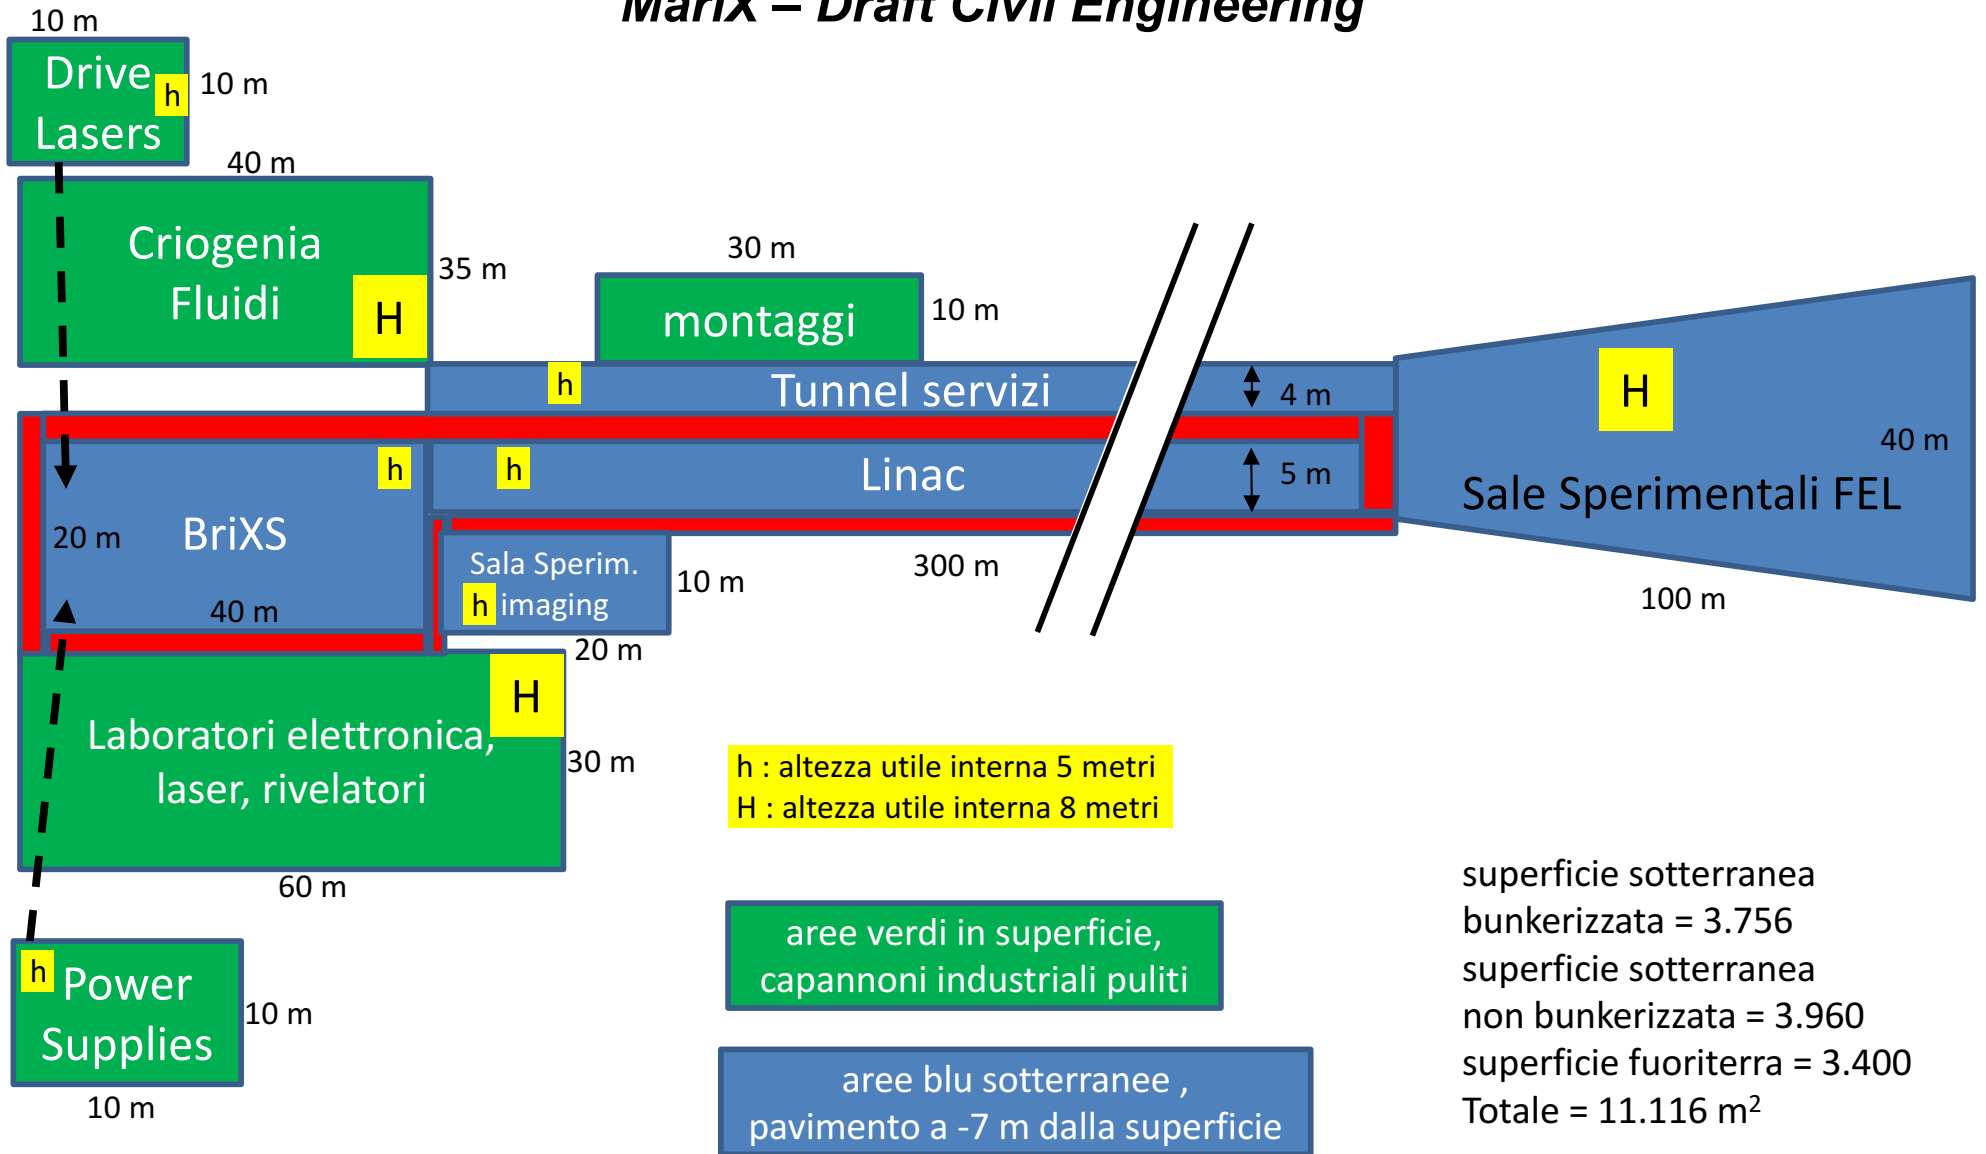 MariX – Draft Civil Engineering
10 m
Drive
Lasers
h
10 m
40 m
Criogenia
Fluidi
H
35 m
30 m
montaggi
10 m
h
Tunnel servizi
4 m
H
40 m
Sale Sperimentali FEL
100 m
h
h
Linac
5 m
20 m
BriXS
40 m
Sala Sperim.
h imaging
10 m
20 m
300 m
H
Laboratori elettronica,
laser, rivelatori
30 m
60 m
h : altezza utile interna 5 metri
H : altezza utile interna 8 metri
h
Power
Supplies
10 m
10 m
aree verdi in superficie,
capannoni industriali puliti
aree blu sotterranee ,
pavimento a -7 m dalla superficie
superficie sotterranea
bunkerizzata = 3.756
superficie sotterranea
non bunkerizzata = 3.960
superficie fuoriterra = 3.400
Totale = 11.116 m²